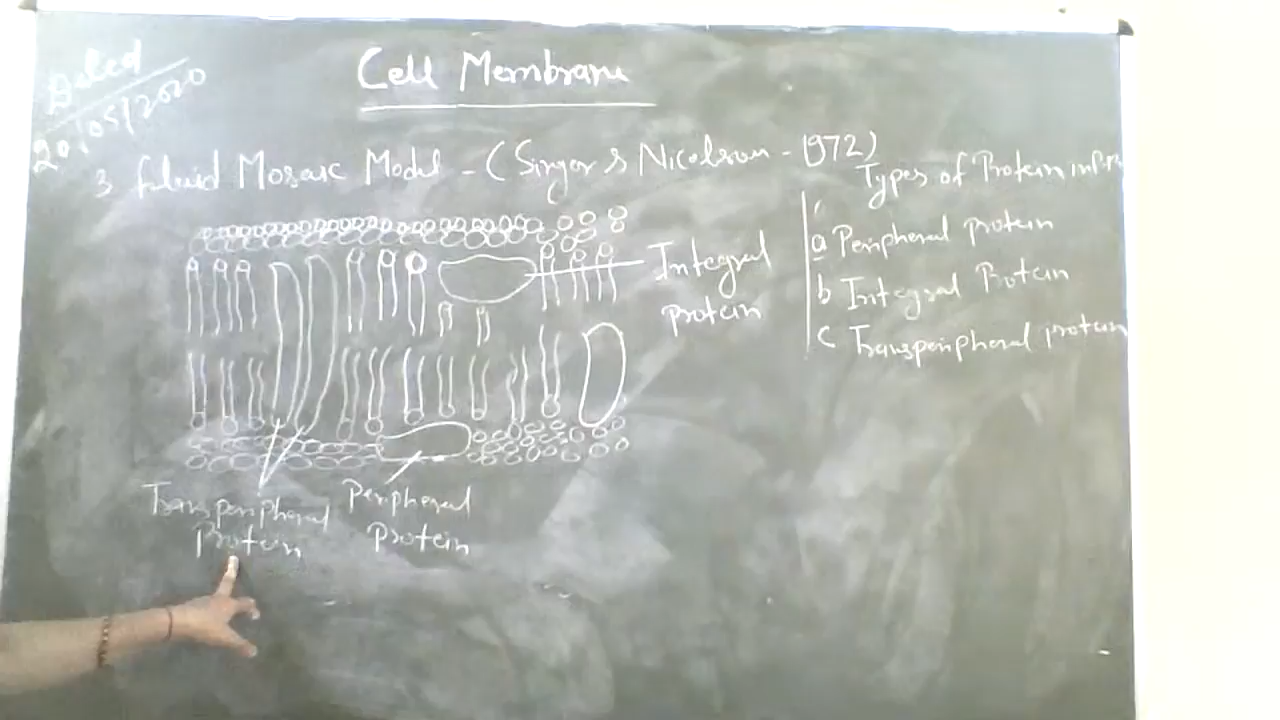 Dated
20/05/2020
Cell Membrane
3 fluid Mosaic Model - (Singer & Nicolson - 1972)
Types of Protein in P.M
a Peripheral protein
b Integral Protein
c Transperipheral protein
Integral
protein
Transperipheral
Protein
Peripheral
Protein